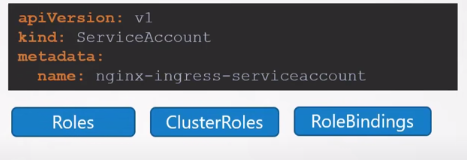 apiVersion: v1
kind: ServiceAccount
metadata:
  name: nginx-ingress-serviceaccount
Roles ClusterRoles RoleBindings